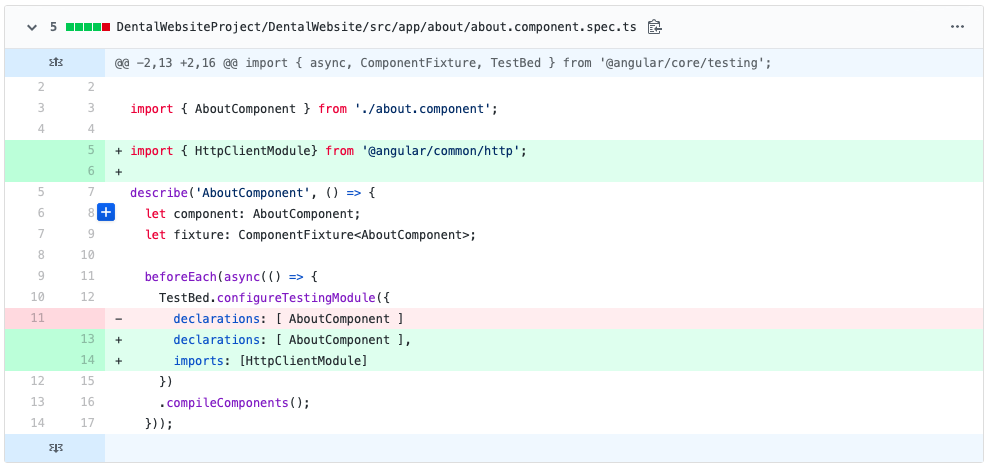 5 DentalWebsiteProject/DentalWebsite/src/app/about/about.component.spec.ts
@@ -2,13 +2,16 @@ import { async, ComponentFixture, TestBed } from '@angular/core/testing';
2 2
3 3 import { AboutComponent } from './about.component';
4 4
5 + import { HttpClientModule} from '@angular/common/http';
6 +
5 7 describe('AboutComponent', () => {
6 8 + let component: AboutComponent;
7 9 let fixture: ComponentFixture<AboutComponent>;
8 10
9 11 beforeEach(async(() => {
10 12 TestBed.configureTestingModule({
11 - declarations: [ AboutComponent ]
13 + declarations: [ AboutComponent ],
14 + imports: [HttpClientModule]
12 15 })
13 16 .compileComponents();
14 17 }));